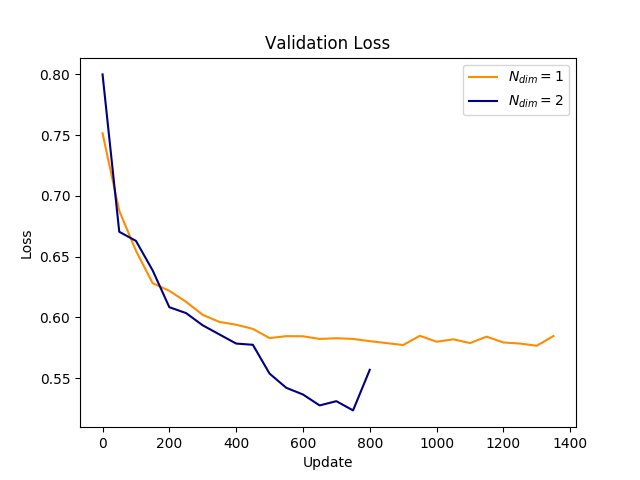 Validation Loss
N_dim = 1
N_dim = 2
0.80
0.75
0.70
0.65
0.60
0.55
Loss
0 200 400 600 800 1000 1200 1400
Update